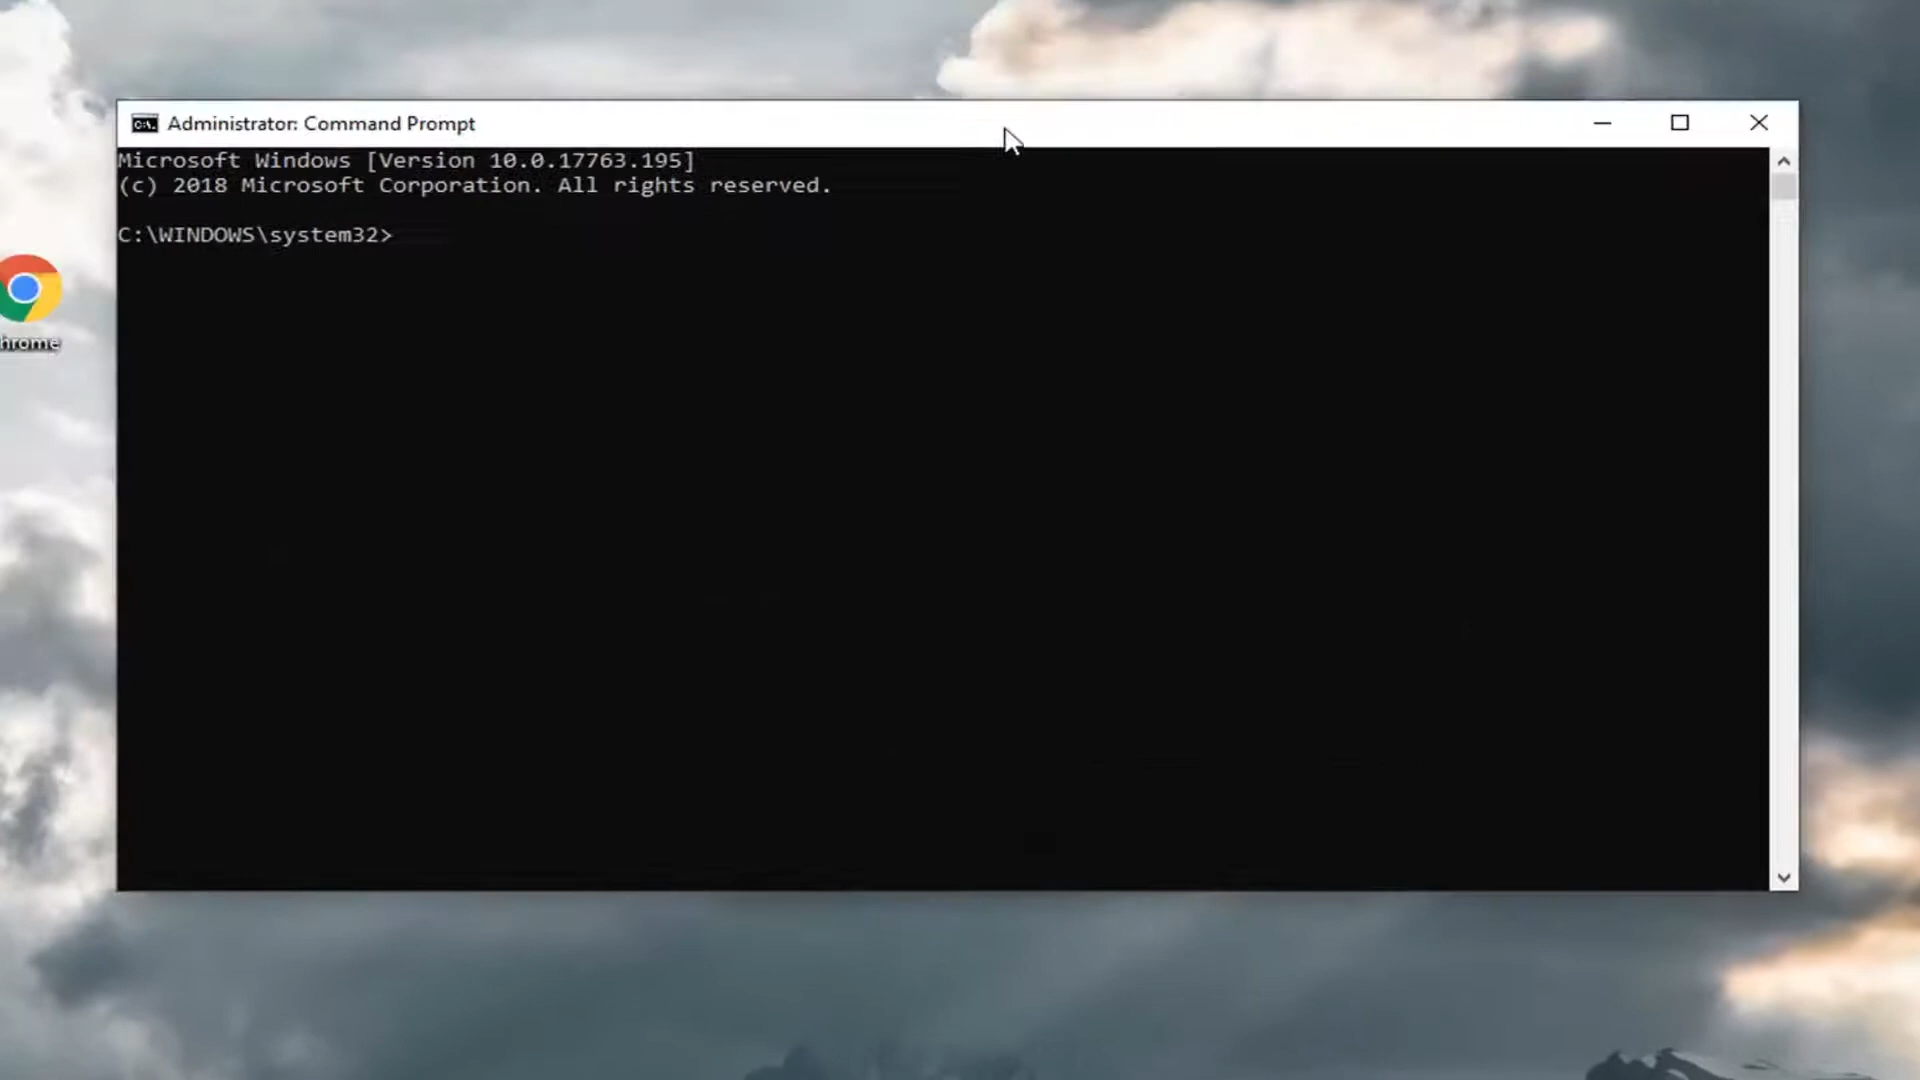 Administrator: Command Prompt
Microsoft Windows [Version 10.0.17763.195]
(c) 2018 Microsoft Corporation. All rights reserved.
C:\WINDOWS\system32>
hrome